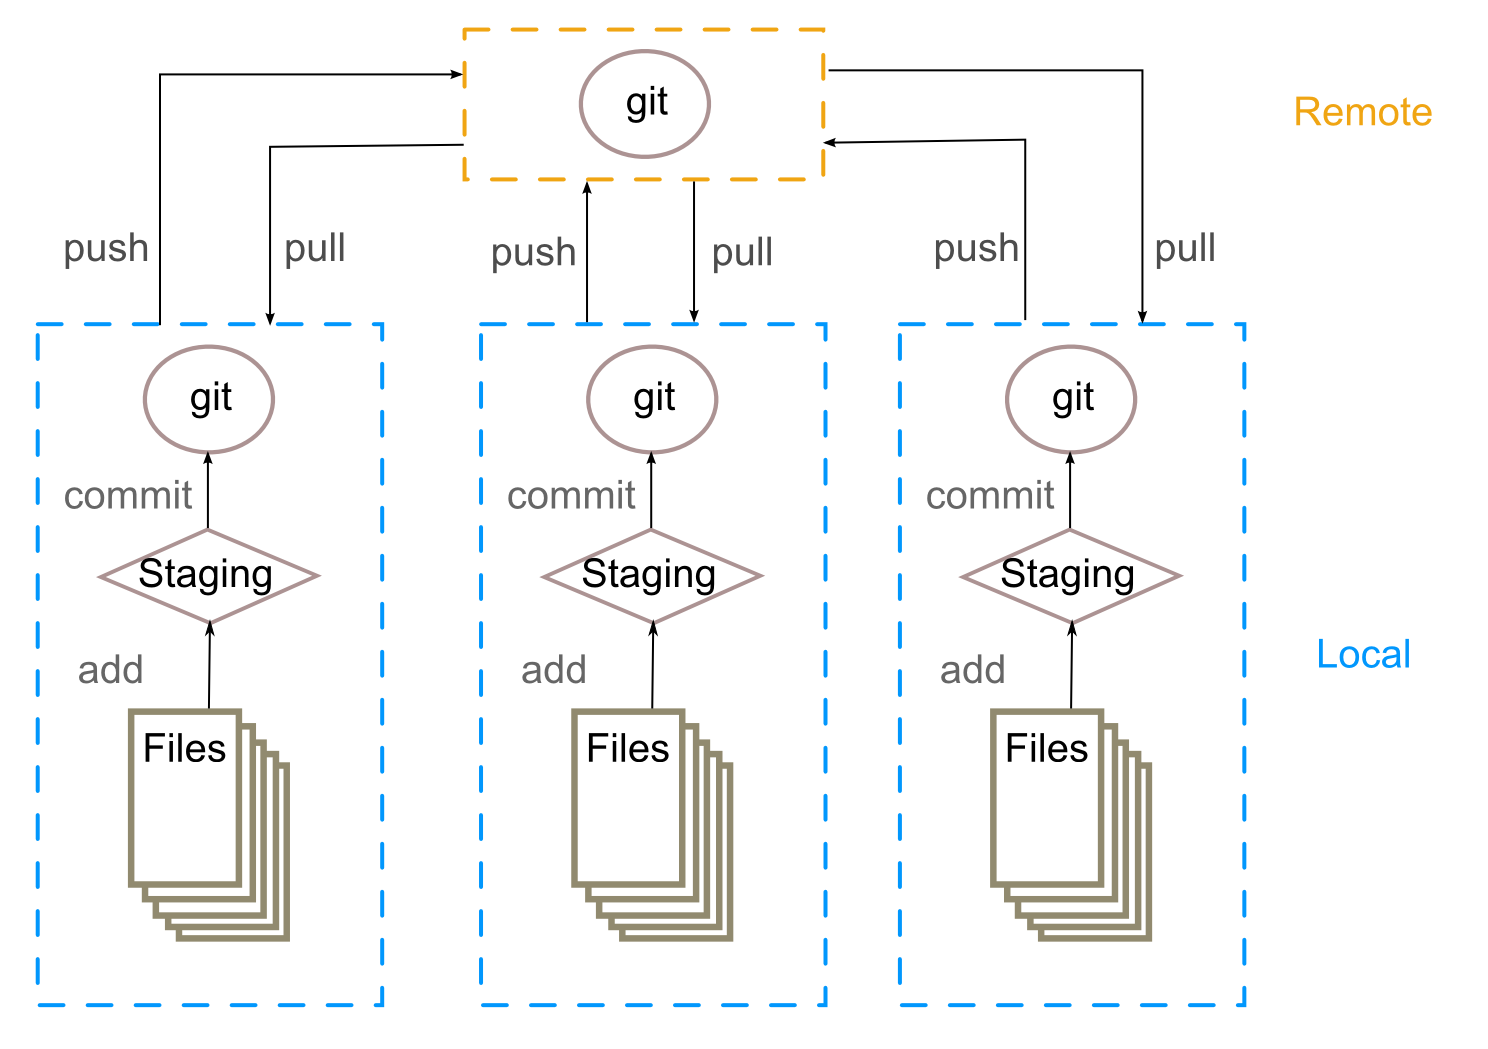 git
Remote
push
pull
push
pull
push
pull
git
git
git
commit
commit
commit
Staging
Staging
Staging
Local
add
add
add
Files
Files
Files